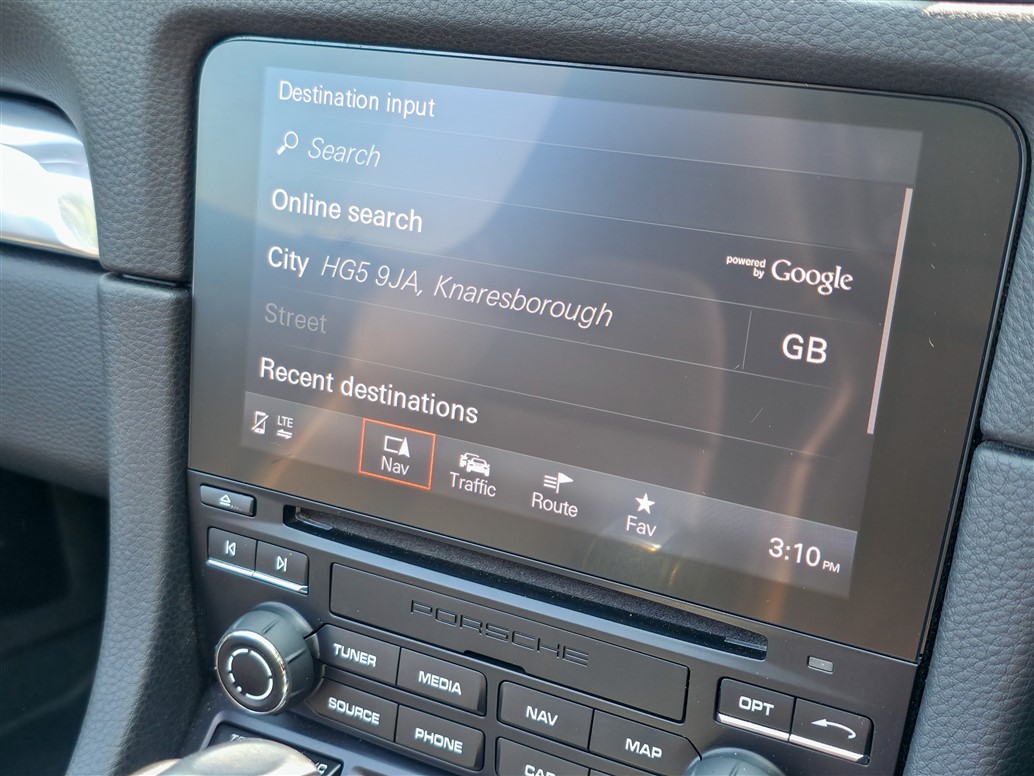 Destination input
Search
Online search
powered by Google
City HG5 9JA, Knaresborough
GB
Street
Recent destinations
LTE
Nav
Traffic
Route
Fav
3:10 PM
PORSCHE
TUNER
MEDIA
SOURCE
PHONE
NAV
MAP
OPT